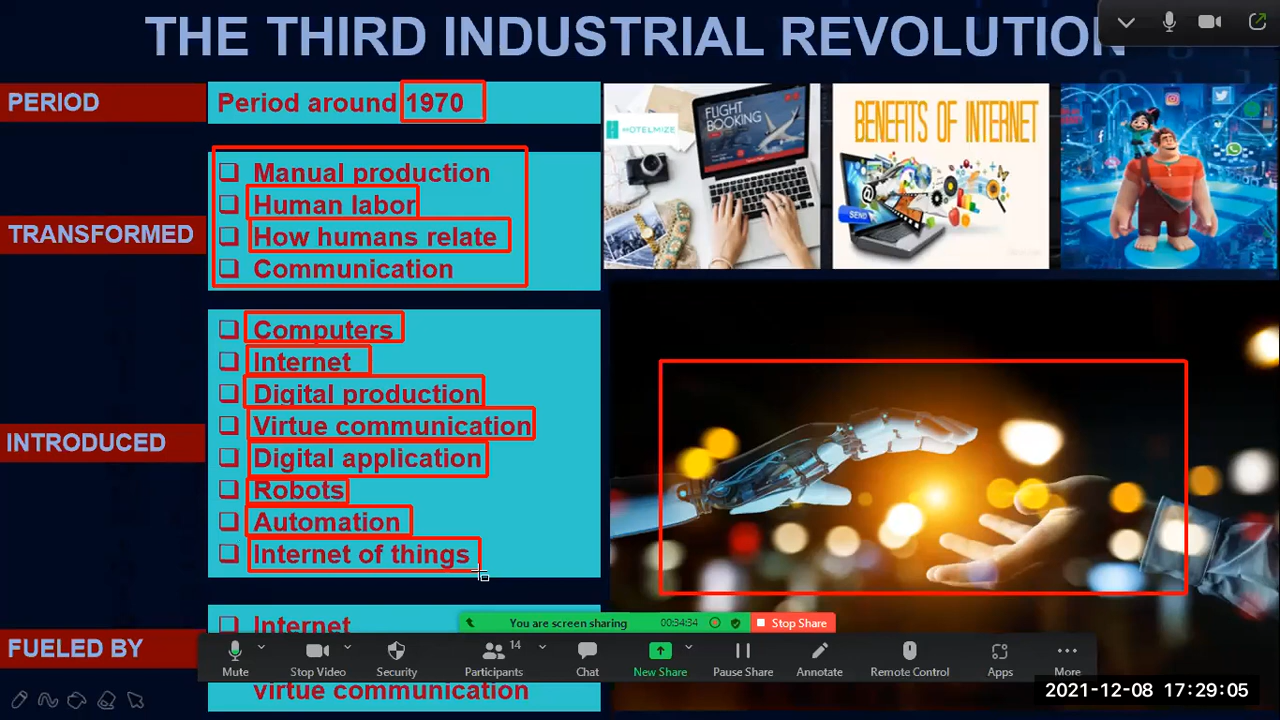 THE THIRD INDUSTRIAL REVOLUTION
PERIOD
Period around 1970
TRANSFORMED
Manual production
Human labor
How humans relate
Communication
INTRODUCED
Computers
Internet
Digital production
Virtue communication
Digital application
Robots
Automation
Internet of things
FUELED BY
Internet
virtue communication
HOTELMIZE
FLIGHT
BOOKING
BENEFITS OF INTERNET
SEND
You are screen sharing
00:34:34
Stop Share
Mute
Stop Video
Security
14
Participants
Chat
New Share
Pause Share
Annotate
Remote Control
Apps
More
2021-12-08 17:29:05